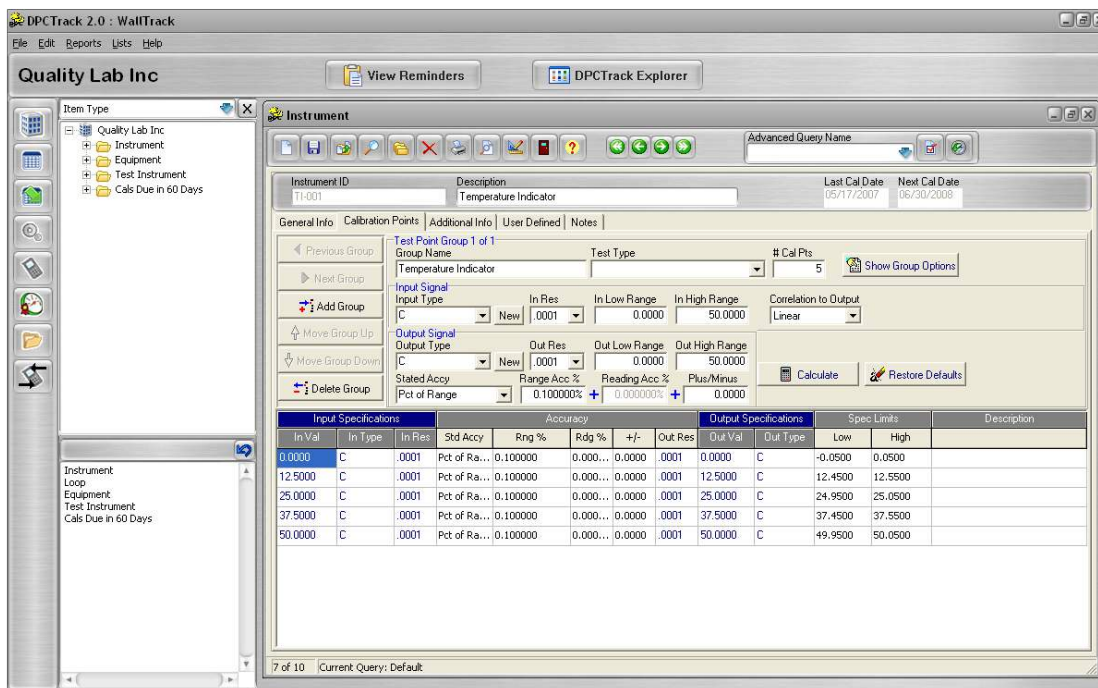 DPCTrack 2.0 : WallTrack
File Edit Reports Lists Help
Quality Lab Inc
View Reminders
DPCTrack Explorer
Item Type
Quality Lab Inc
Instrument
Equipment
Test Instrument
Cals Due in 60 Days
Instrument
Loop
Equipment
Test Instrument
Cals Due in 60 Days
Instrument
Advanced Query Name
Instrument ID Description Last Cal Date Next Cal Date
TI-001 Temperature Indicator 05/17/2007 06/30/2008
General Info Calibration Points Additional Info User Defined Notes
Previous Group
Next Group
Add Group
Move Group Up
Move Group Down
Delete Group
Test Point Group 1 of 1
Group Name Test Type # Cal Pts
Temperature Indicator 5 Show Group Options
Input Signal
Input Type In Res In Low Range In High Range Correlation to Output
C New .0001 0.0000 50.0000 Linear
Output Signal
Output Type Out Res Out Low Range Out High Range
C New .0001 0.0000 50.0000
Stated Accy Range Acc % Reading Acc % Plus/Minus
Pct of Range 0.100000% + 0.000000% + 0.0000
Calculate Restore Defaults
Input Specifications Accuracy Output Specifications Spec Limits Description
In Val In Type In Res Std Accy Rng % Rdg % +/- Out Res Out Val Out Type Low High
0.0000 C .0001 Pct of Ra... 0.100000 0.000... 0.0000 .0001 0.0000 C -0.0500 0.0500
12.5000 C .0001 Pct of Ra... 0.100000 0.000... 0.0000 .0001 12.5000 C 12.4500 12.5500
25.0000 C .0001 Pct of Ra... 0.100000 0.000... 0.0000 .0001 25.0000 C 24.9500 25.0500
37.5000 C .0001 Pct of Ra... 0.100000 0.000... 0.0000 .0001 37.5000 C 37.4500 37.5500
50.0000 C .0001 Pct of Ra... 0.100000 0.000... 0.0000 .0001 50.0000 C 49.9500 50.0500
7 of 10 Current Query: Default